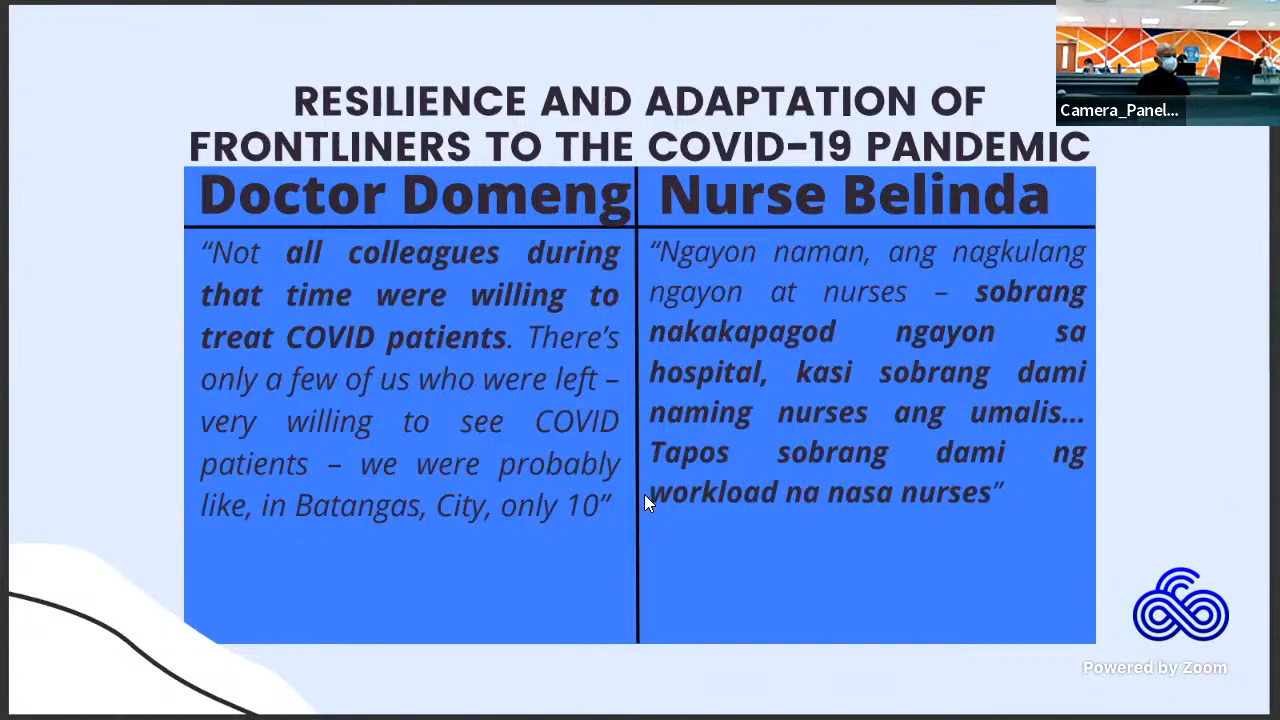 RESILIENCE AND ADAPTATION OF
FRONTLINERS TO THE COVID-19 PANDEMIC
Camera_Panel...
Doctor Domeng
“Not all colleagues during
that time were willing to
treat COVID patients. There’s
only a few of us who were left –
very willing to see COVID
patients – we were probably
like, in Batangas, City, only 10”
Nurse Belinda
“Ngayon naman, ang nagkulang
ngayon at nurses – sobrang
nakakapagod ngayon sa
hospital, kasi sobrang dami
naming nurses ang umalis...
Tapos sobrang dami ng
workload na nasa nurses”
Powered by Zoom